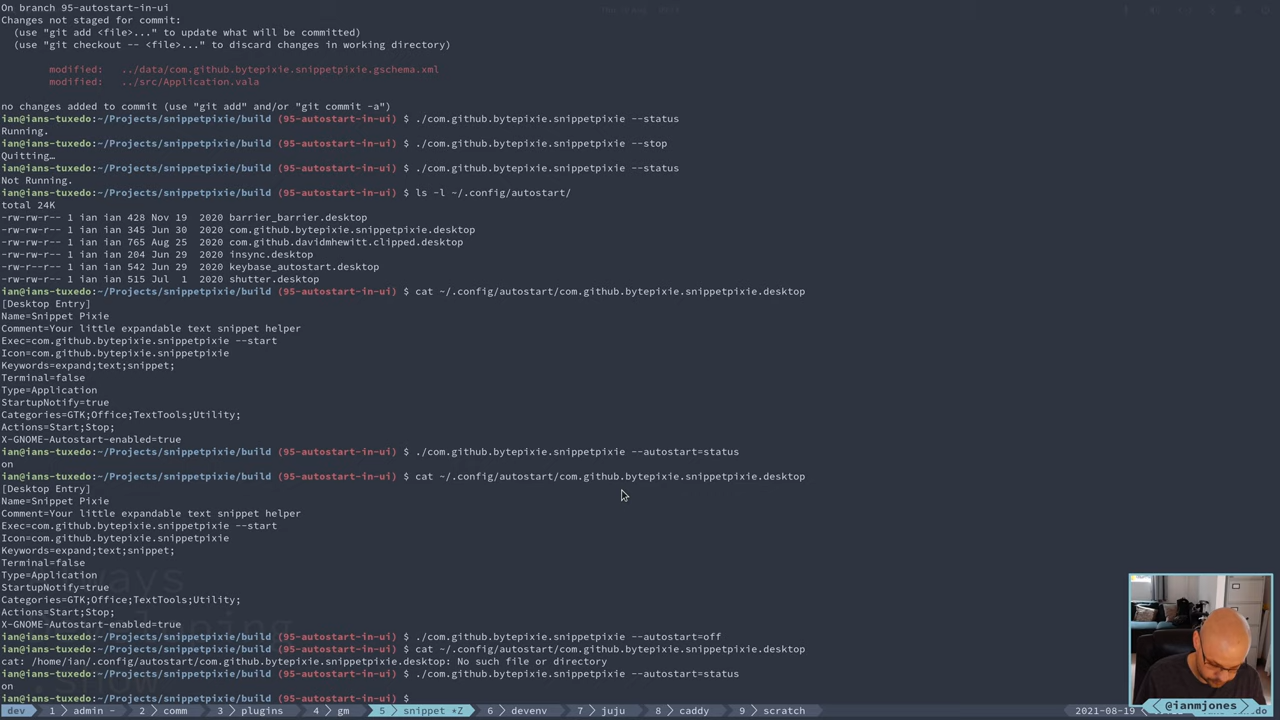 On branch 95-autostart-in-ui
Changes not staged for commit:
  (use "git add <file>..." to update what will be committed)
  (use "git checkout -- <file>..." to discard changes in working directory)
        modified:   ../data/com.github.bytepixie.snippetpixie.gschema.xml
        modified:   ../src/Application.vala
no changes added to commit (use "git add" and/or "git commit -a")
ian@ians-tuxedo:~/Projects/snippetpixie/build (95-autostart-in-ui) $ ./com.github.bytepixie.snippetpixie --status
Running.
ian@ians-tuxedo:~/Projects/snippetpixie/build (95-autostart-in-ui) $ ./com.github.bytepixie.snippetpixie --stop
Quitting…
ian@ians-tuxedo:~/Projects/snippetpixie/build (95-autostart-in-ui) $ ./com.github.bytepixie.snippetpixie --status
Not Running.
ian@ians-tuxedo:~/Projects/snippetpixie/build (95-autostart-in-ui) $ ls -l ~/.config/autostart/
total 24K
-rw-rw-r-- 1 ian ian 428 Nov 19  2020 barrier_barrier.desktop
-rw-rw-r-- 1 ian ian 345 Jun 30  2020 com.github.bytepixie.snippetpixie.desktop
-rw-rw-r-- 1 ian ian 765 Aug 25  2020 com.github.davidmhewitt.clipped.desktop
-rw-rw-r-- 1 ian ian 204 Jun 29  2020 insync.desktop
-rw-r--r-- 1 ian ian 542 Jun 29  2020 keybase_autostart.desktop
-rw-rw-r-- 1 ian ian 515 Jul  1  2020 shutter.desktop
ian@ians-tuxedo:~/Projects/snippetpixie/build (95-autostart-in-ui) $ cat ~/.config/autostart/com.github.bytepixie.snippetpixie.desktop
[Desktop Entry]
Name=Snippet Pixie
Comment=Your little expandable text snippet helper
Exec=com.github.bytepixie.snippetpixie --start
Icon=com.github.bytepixie.snippetpixie
Keywords=expand;text;snippet;
Terminal=false
Type=Application
StartupNotify=true
Categories=GTK;Office;TextTools;Utility;
Actions=Start;Stop;
X-GNOME-Autostart-enabled=true
ian@ians-tuxedo:~/Projects/snippetpixie/build (95-autostart-in-ui) $ ./com.github.bytepixie.snippetpixie --autostart=status
on
ian@ians-tuxedo:~/Projects/snippetpixie/build (95-autostart-in-ui) $ cat ~/.config/autostart/com.github.bytepixie.snippetpixie.desktop
[Desktop Entry]
Name=Snippet Pixie
Comment=Your little expandable text snippet helper
Exec=com.github.bytepixie.snippetpixie --start
Icon=com.github.bytepixie.snippetpixie
Keywords=expand;text;snippet;
Terminal=false
Type=Application
StartupNotify=true
Categories=GTK;Office;TextTools;Utility;
Actions=Start;Stop;
X-GNOME-Autostart-enabled=true
ian@ians-tuxedo:~/Projects/snippetpixie/build (95-autostart-in-ui) $ ./com.github.bytepixie.snippetpixie --autostart=off
ian@ians-tuxedo:~/Projects/snippetpixie/build (95-autostart-in-ui) $ cat ~/.config/autostart/com.github.bytepixie.snippetpixie.desktop
cat: /home/ian/.config/autostart/com.github.bytepixie.snippetpixie.desktop: No such file or directory
ian@ians-tuxedo:~/Projects/snippetpixie/build (95-autostart-in-ui) $ ./com.github.bytepixie.snippetpixie --autostart=status
on
ian@ians-tuxedo:~/Projects/snippetpixie/build (95-autostart-in-ui) $
dev 1 admin - 2 comm 3 plugins 4 gm 5 snippet *Z 6 devenv 7 juju 8 caddy 9 scratch 2021-08-19
@ianmjones